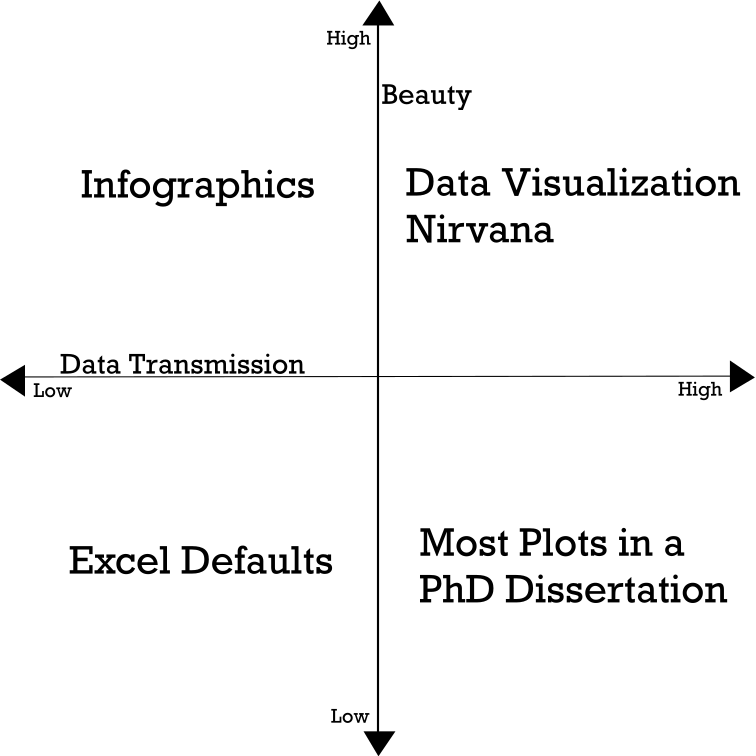 High
Beauty
Infographics
Data Visualization
Nirvana
Data Transmission
Low
High
Excel Defaults
Most Plots in a
PhD Dissertation
Low